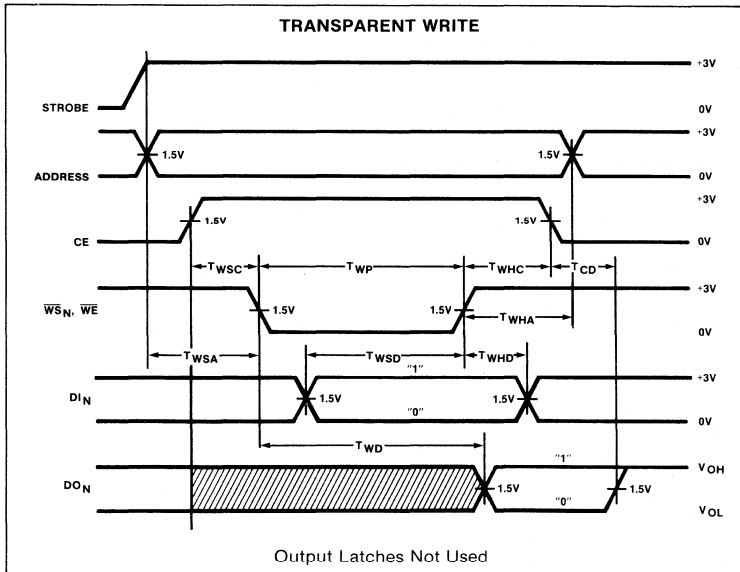 TRANSPARENT WRITE
+3V
STROBE
0V
+3V
1.5V
1.5V
ADDRESS
0V
+3V
1.5V
1.5V
CE
0V
TWSC
TWP
TWHC
TCD
+3V
WSN, WE
1.5V
1.5V
TWHA
0V
TWSA
TWSD
TWHD
"1"
+3V
DIN
1.5V
1.5V
"0"
0V
TWD
"1"
VOH
DON
1.5V
1.5V
"0"
VOL
Output Latches Not Used